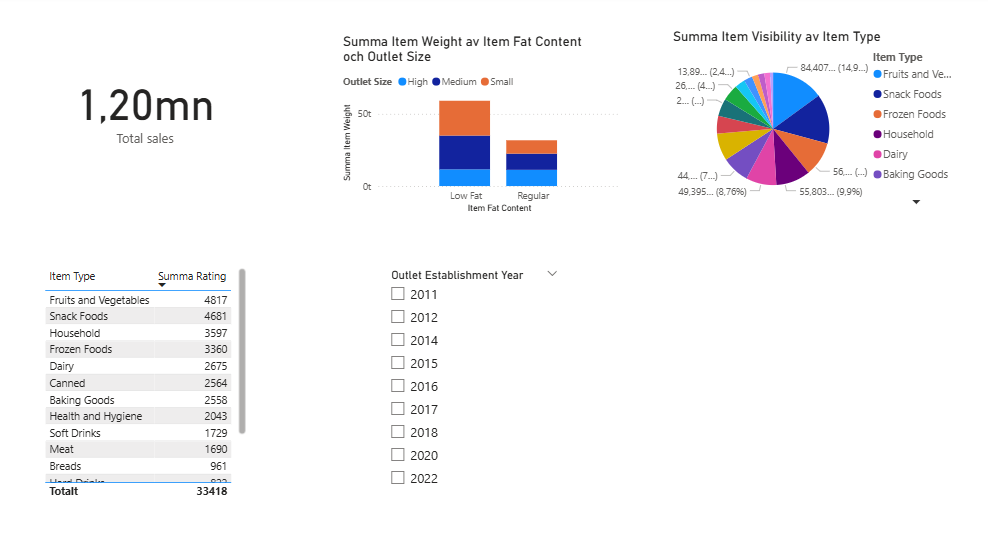 1,20mn
Total sales
Summa Item Weight av Item Fat Content
och Outlet Size
Outlet Size High Medium Small
Summa Item Weight
50t
0t
Low Fat Regular
Item Fat Content
Summa Item Visibility av Item Type
13,89... (2,4...)
26,... (4...)
2... (...)
44,... (7...)
49,395... (8,76%)
84,407... (14,9...)
56,... (...)
55,803... (9,9%)
Item Type
Fruits and Ve...
Snack Foods
Frozen Foods
Household
Dairy
Baking Goods
Item Type Summa Rating
Fruits and Vegetables 4817
Snack Foods 4681
Household 3597
Frozen Foods 3360
Dairy 2675
Canned 2564
Baking Goods 2558
Health and Hygiene 2043
Soft Drinks 1729
Meat 1690
Breads 961
Totalt 33418
Outlet Establishment Year
2011
2012
2014
2015
2016
2017
2018
2020
2022